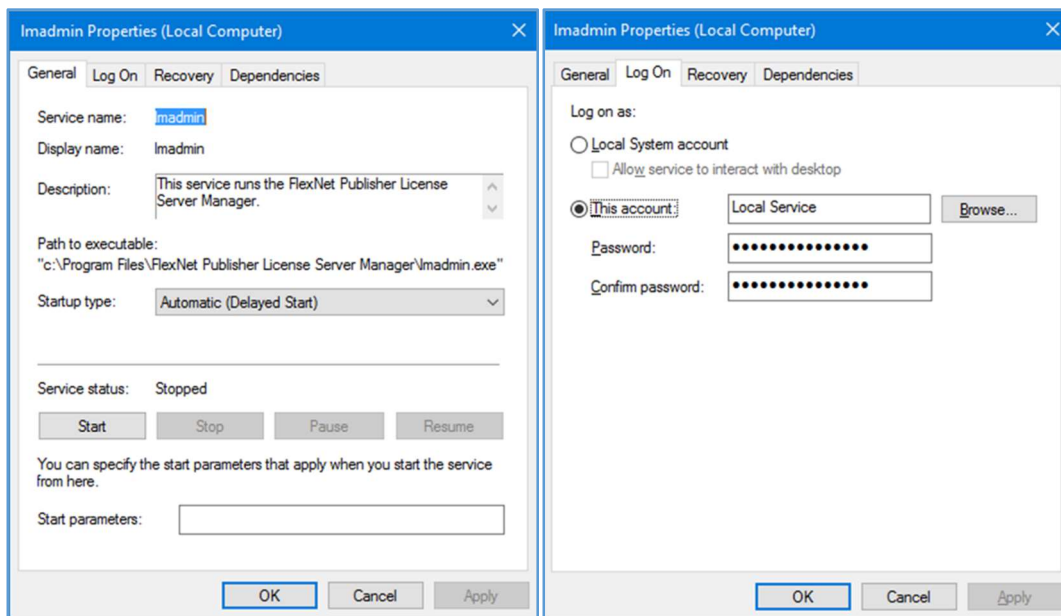 lmadmin Properties (Local Computer)
General Log On Recovery Dependencies
Service name: lmadmin
Display name: lmadmin
Description: This service runs the FlexNet Publisher License
Server Manager.
Path to executable:
"c:\Program Files\FlexNet Publisher License Server Manager\lmadmin.exe"
Startup type: Automatic (Delayed Start)
Service status: Stopped
Start Stop Pause Resume
You can specify the start parameters that apply when you start the service
from here.
Start parameters:
OK Cancel Apply
lmadmin Properties (Local Computer)
General Log On Recovery Dependencies
Log on as:
Local System account
Allow service to interact with desktop
This account: Local Service Browse...
Password: ●●●●●●●●●●●●●●●
Confirm password: ●●●●●●●●●●●●●●●
OK Cancel Apply